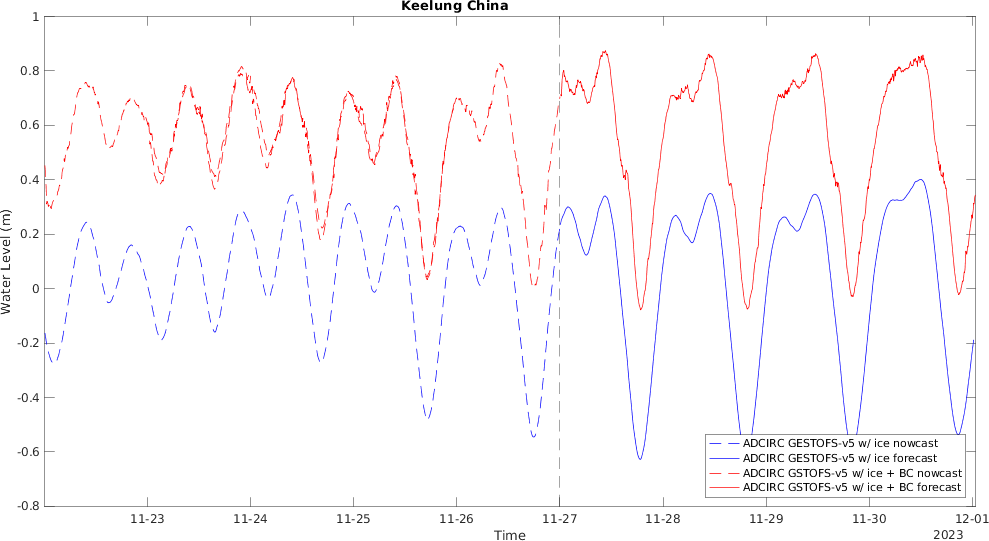 Keelung China
1
0.8
0.6
0.4
0.2
0
-0.2
-0.4
-0.6
-0.8
Water Level (m)
ADCIRC GESTOFS-v5 w/ ice nowcast
ADCIRC GESTOFS-v5 w/ ice forecast
ADCIRC GSTOFS-v5 w/ ice + BC nowcast
ADCIRC GSTOFS-v5 w/ ice + BC forecast
11-23 11-24 11-25 11-26 11-27 11-28 11-29 11-30 12-01
Time
2023